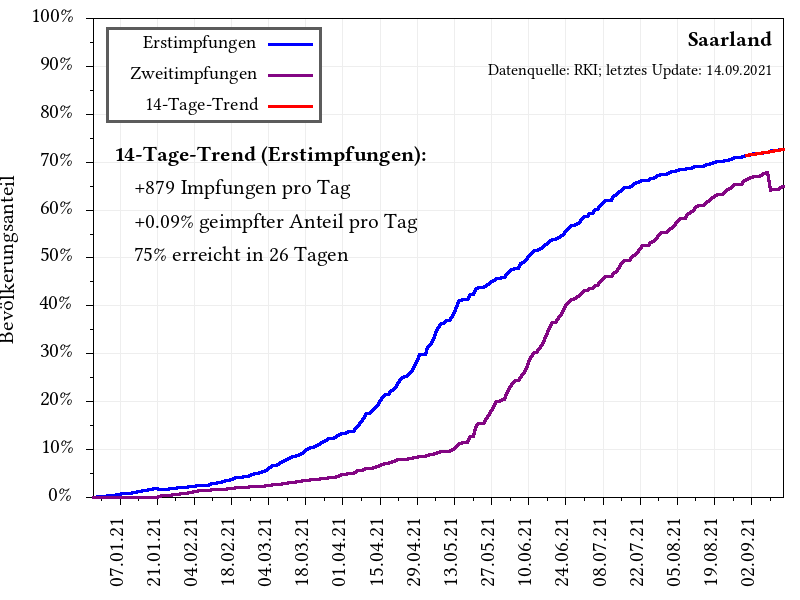 Saarland
Datenquelle: RKI; letztes Update: 14.09.2021
Erstimpfungen
Zweitimpfungen
14-Tage-Trend
14-Tage-Trend (Erstimpfungen):
+879 Impfungen pro Tag
+0.09% geimpfter Anteil pro Tag
75% erreicht in 26 Tagen
Bevölkerungsanteil
100%
90%
80%
70%
60%
50%
40%
30%
20%
10%
0%
07.01.21
21.01.21
04.02.21
18.02.21
04.03.21
18.03.21
01.04.21
15.04.21
29.04.21
13.05.21
27.05.21
10.06.21
24.06.21
08.07.21
22.07.21
05.08.21
19.08.21
02.09.21